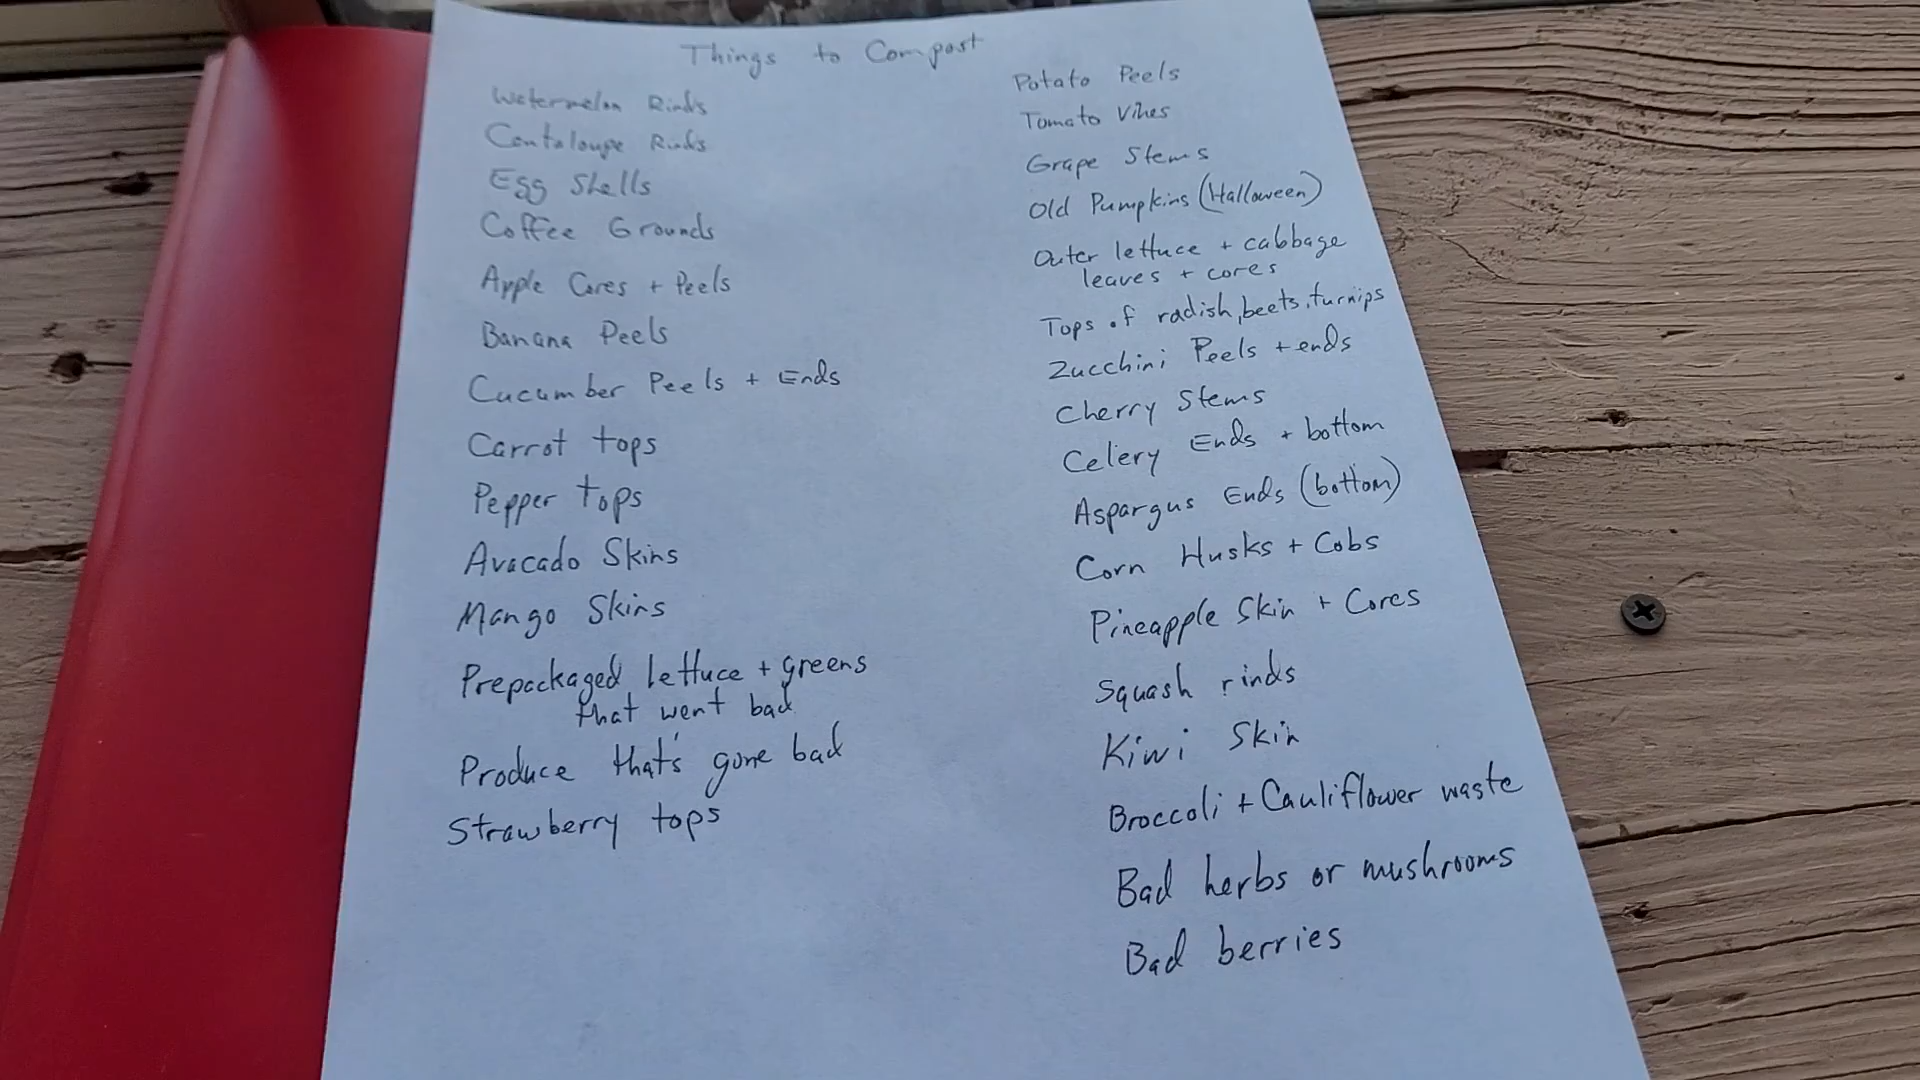 Things to Compost
Watermelon Rinds
Cantaloupe Rinds
Egg Shells
Coffee Grounds
Apple Cores + Peels
Banana Peels
Cucumber Peels + Ends
Carrot tops
Pepper tops
Avacado Skins
Mango Skins
Prepackaged lettuce + greens
that went bad
Produce that's gone bad
Strawberry tops
Potato Peels
Tomato Vines
Grape Stems
Old Pumpkins (Halloween)
Outer lettuce + cabbage
leaves + cores
Tops of radish, beets, turnips
Zucchini Peels + ends
Cherry Stems
Celery Ends + bottom
Aspargus Ends (bottom)
Corn Husks + Cobs
Pineapple Skin + Cores
Squash rinds
Kiwi Skin
Broccoli + Cauliflower waste
Bad herbs or mushrooms
Bad berries